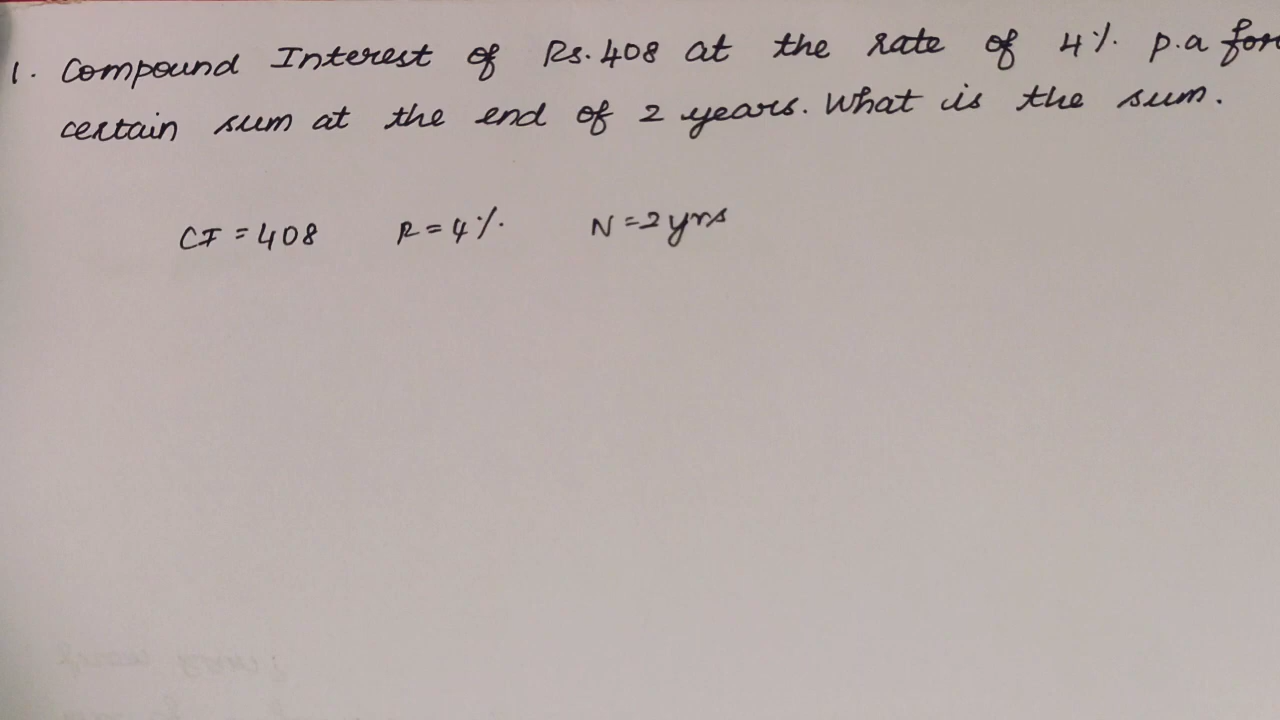 1. Compound Interest of Rs. 408 at the rate of 4%. p.a for
certain sum at the end of 2 years. What is the sum.
CI = 408 R = 4%. N = 2 yrs